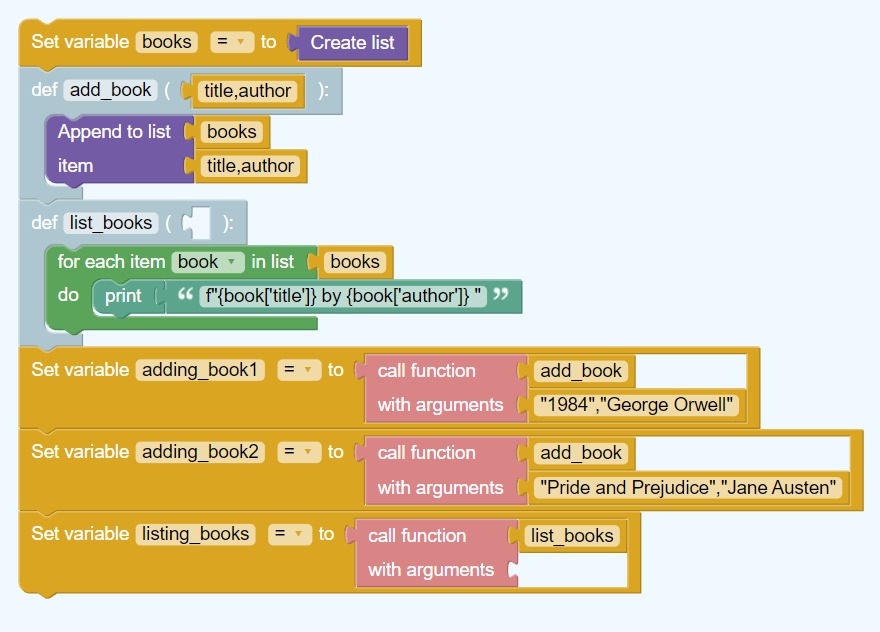 Set variable books = to Create list
def add_book ( title,author ):
Append to list books
item title,author
def list_books ( ):
for each item book in list books
do print “ f"{book['title']} by {book['author']} " ”
Set variable adding_book1 = to call function add_book
with arguments "1984","George Orwell"
Set variable adding_book2 = to call function add_book
with arguments "Pride and Prejudice","Jane Austen"
Set variable listing_books = to call function list_books
with arguments